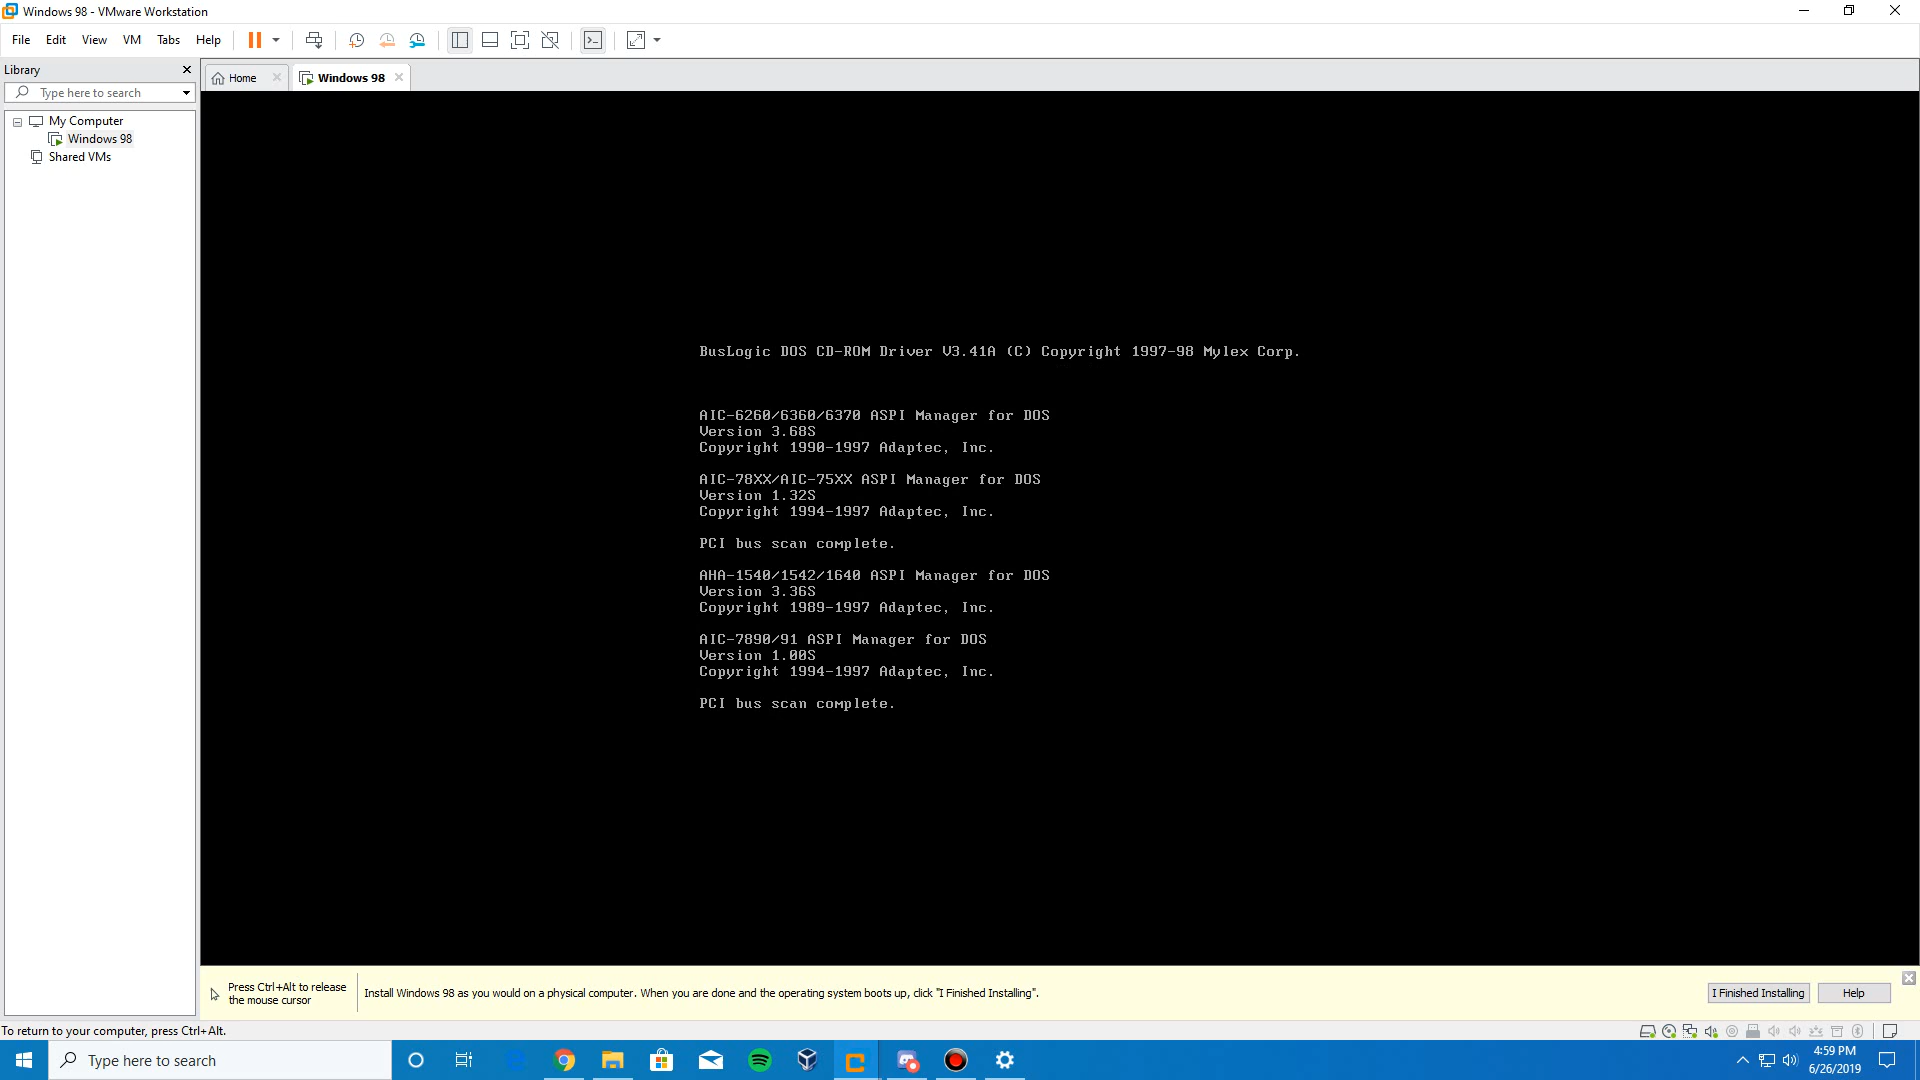 Windows 98 - VMware Workstation
File Edit View VM Tabs Help
Library
Type here to search
My Computer
Windows 98
Shared VMs
Home
Windows 98
BusLogic DOS CD-ROM Driver V3.41A (C) Copyright 1997-98 Mylex Corp.
AIC-6260/6360/6370 ASPI Manager for DOS
Version 3.68S
Copyright 1990-1997 Adaptec, Inc.
AIC-78XX/AIC-75XX ASPI Manager for DOS
Version 1.32S
Copyright 1994-1997 Adaptec, Inc.
PCI bus scan complete.
AHA-1540/1542/1640 ASPI Manager for DOS
Version 3.36S
Copyright 1989-1997 Adaptec, Inc.
AIC-7890/91 ASPI Manager for DOS
Version 1.00S
Copyright 1994-1997 Adaptec, Inc.
PCI bus scan complete.
Press Ctrl+Alt to release
the mouse cursor
Install Windows 98 as you would on a physical computer. When you are done and the operating system boots up, click "I Finished Installing".
I Finished Installing
Help
To return to your computer, press Ctrl+Alt.
Type here to search
4:59 PM
6/26/2019